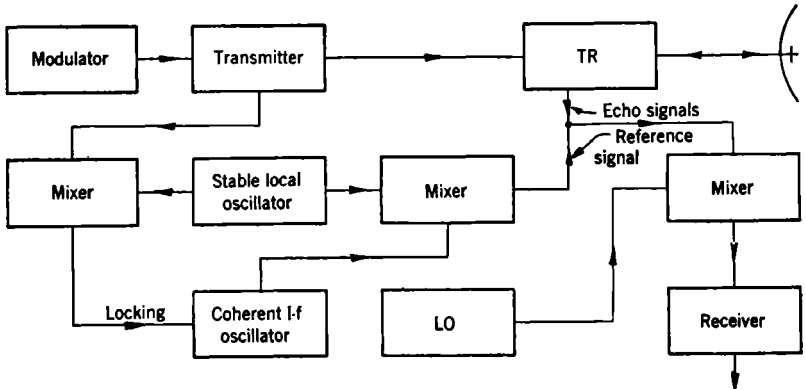 Modulator
Transmitter
TR
Echo signals
Reference
signal
Mixer
Stable local
oscillator
Mixer
Mixer
Locking
Coherent I-f
oscillator
LO
Receiver